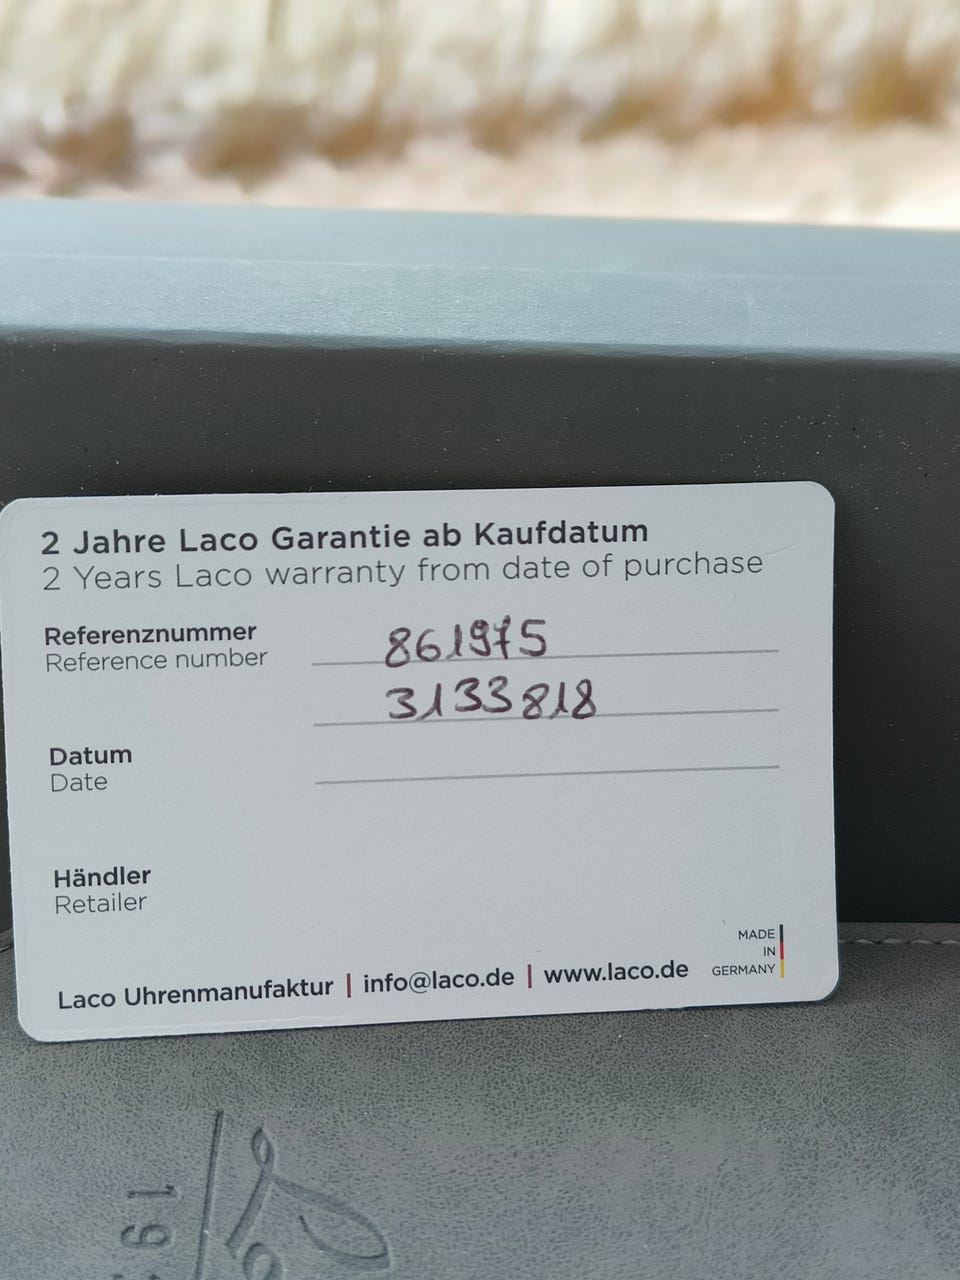 2 Jahre Laco Garantie ab Kaufdatum
2 Years Laco warranty from date of purchase
Referenznummer
Reference number
861975
3133818
Datum
Date
Händler
Retailer
MADE
IN
GERMANY
Laco Uhrenmanufaktur | info@laco.de | www.laco.de